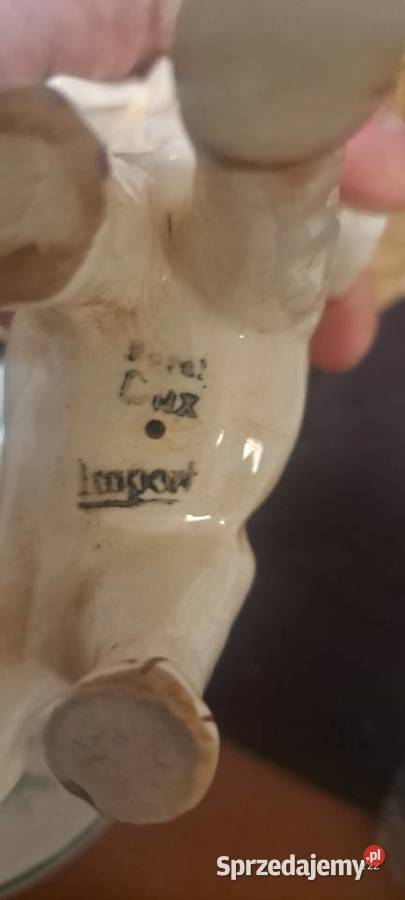 Royal
Dux
Import
Sprzedajemy.pl